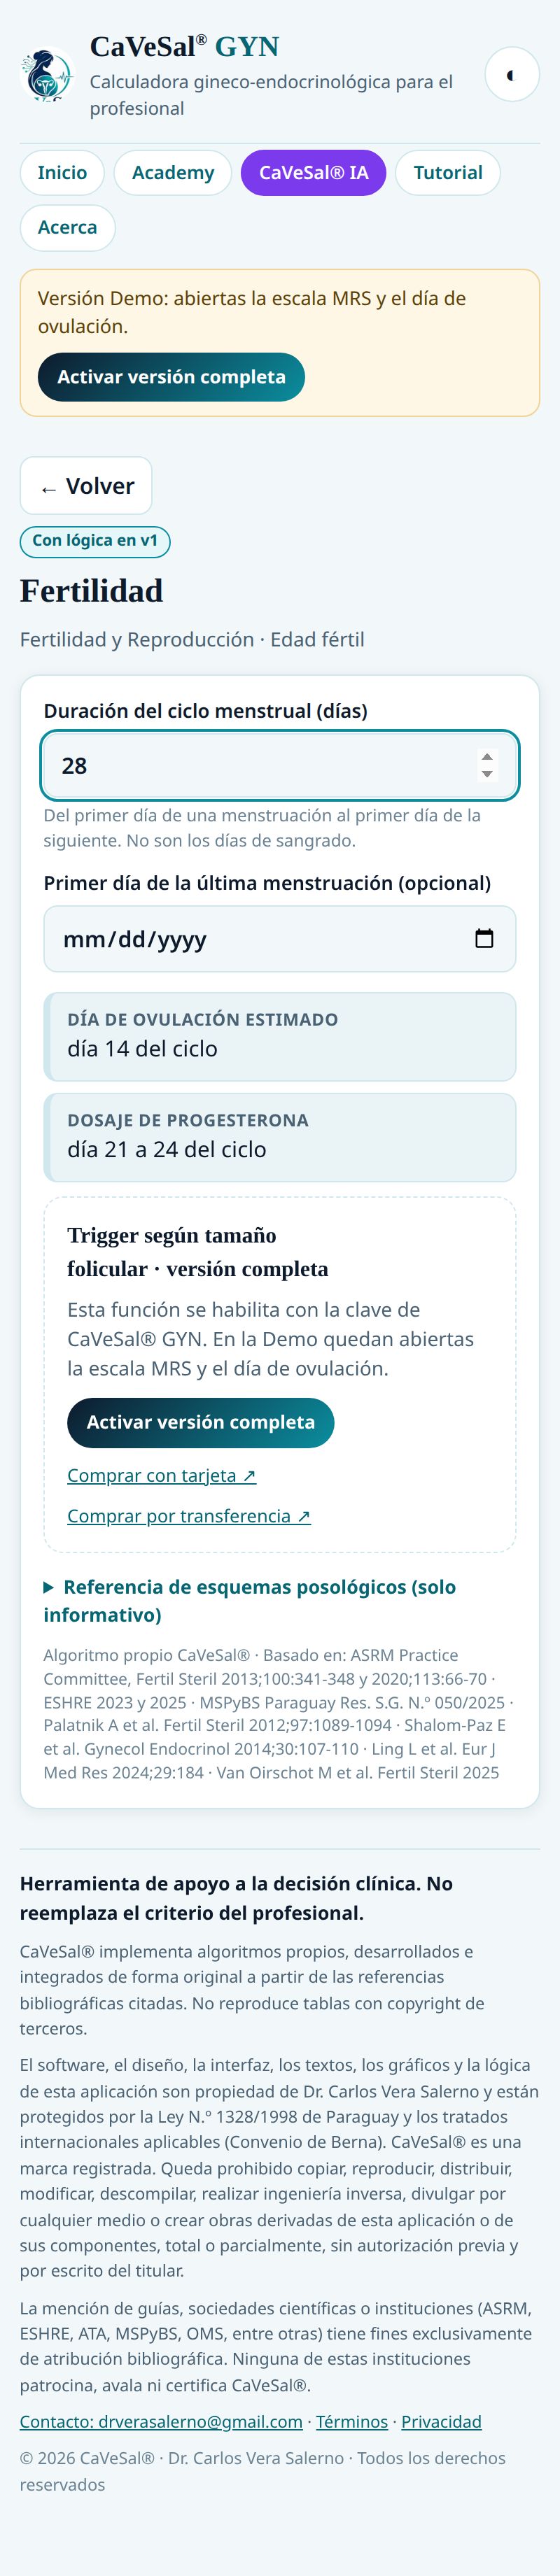 CaVeSal® GYN
Calculadora gineco-endocrinológica para el
profesional
Inicio
Academy
CaVeSal® IA
Tutorial
Acerca
Versión Demo: abiertas la escala MRS y el día de
ovulación.
Activar versión completa
← Volver
Con lógica en v1
Fertilidad
Fertilidad y Reproducción · Edad fértil
Duración del ciclo menstrual (días)
28
Del primer día de una menstruación al primer día de la
siguiente. No son los días de sangrado.
Primer día de la última menstruación (opcional)
mm/dd/yyyy
DÍA DE OVULACIÓN ESTIMADO
día 14 del ciclo
DOSAJE DE PROGESTERONA
día 21 a 24 del ciclo
Trigger según tamaño
folicular · versión completa
Esta función se habilita con la clave de
CaVeSal® GYN. En la Demo quedan abiertas
la escala MRS y el día de ovulación.
Activar versión completa
Comprar con tarjeta ↗
Comprar por transferencia ↗
▶ Referencia de esquemas posológicos (solo
informativo)
Algoritmo propio CaVeSal® · Basado en: ASRM Practice
Committee, Fertil Steril 2013;100:341-348 y 2020;113:66-70 ·
ESHRE 2023 y 2025 · MSPyBS Paraguay Res. S.G. N.º 050/2025 ·
Palatnik A et al. Fertil Steril 2012;97:1089-1094 · Shalom-Paz E
et al. Gynecol Endocrinol 2014;30:107-110 · Ling L et al. Eur J
Med Res 2024;29:184 · Van Oirschot M et al. Fertil Steril 2025
Herramienta de apoyo a la decisión clínica. No
reemplaza el criterio del profesional.
CaVeSal® implementa algoritmos propios, desarrollados e
integrados de forma original a partir de las referencias
bibliográficas citadas. No reproduce tablas con copyright de
terceros.
El software, el diseño, la interfaz, los textos, los gráficos y la lógica
de esta aplicación son propiedad de Dr. Carlos Vera Salerno y están
protegidos por la Ley N.º 1328/1998 de Paraguay y los tratados
internacionales aplicables (Convenio de Berna). CaVeSal® es una
marca registrada. Queda prohibido copiar, reproducir, distribuir,
modificar, descompilar, realizar ingeniería inversa, divulgar por
cualquier medio o crear obras derivadas de esta aplicación o de
sus componentes, total o parcialmente, sin autorización previa y
por escrito del titular.
La mención de guías, sociedades científicas o instituciones (ASRM,
ESHRE, ATA, MSPyBS, OMS, entre otras) tiene fines exclusivamente
de atribución bibliográfica. Ninguna de estas instituciones
patrocina, avala ni certifica CaVeSal®.
Contacto: drverasalerno@gmail.com · Términos · Privacidad
© 2026 CaVeSal® · Dr. Carlos Vera Salerno · Todos los derechos
reservados